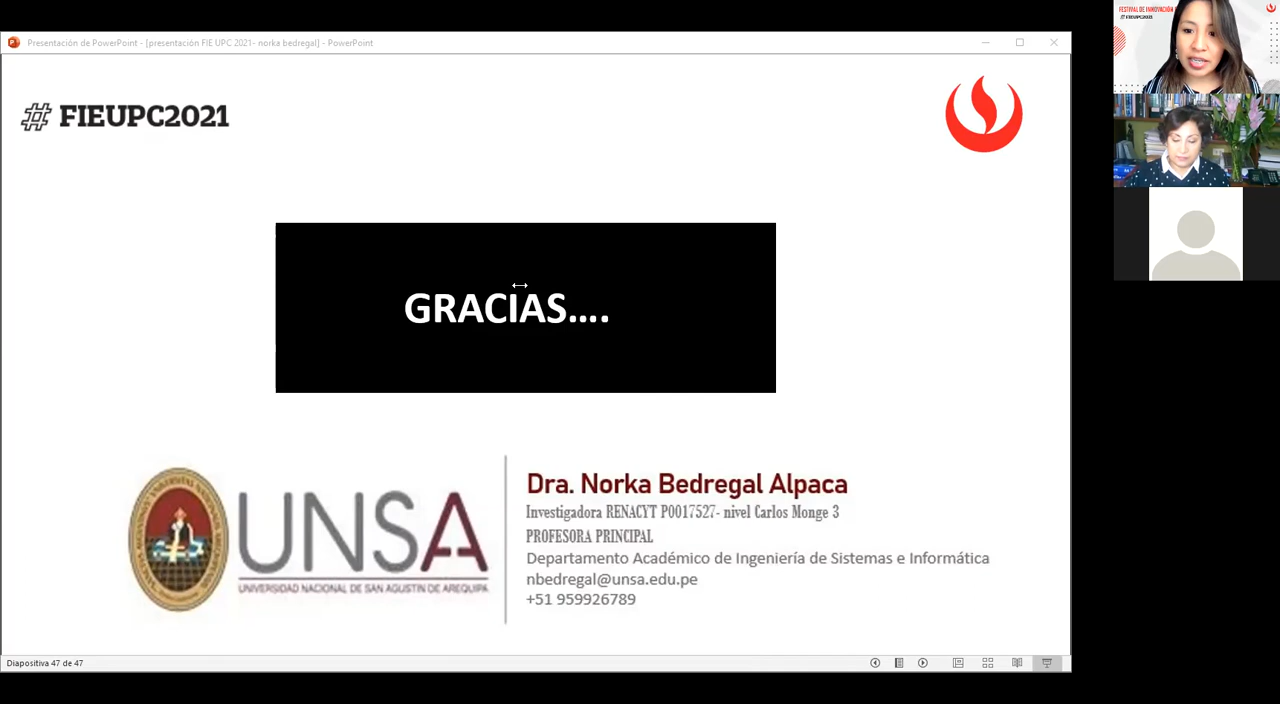 Presentación de PowerPoint - [presentación FIE UPC 2021- norka bedregal] - PowerPoint
FESTIVAL DE INNOVACIÓN
# FIEUPC2021
# FIEUPC2021
GRACIAS....
UNSA
UNIVERSIDAD NACIONAL DE SAN AGUSTIN DE AREQUIPA
Dra. Norka Bedregal Alpaca
Investigadora RENACYT P0017527- nivel Carlos Monge 3
PROFESORA PRINCIPAL
Departamento Académico de Ingeniería de Sistemas e Informática
nbedregal@unsa.edu.pe
+51 959926789
Diapositiva 47 de 47